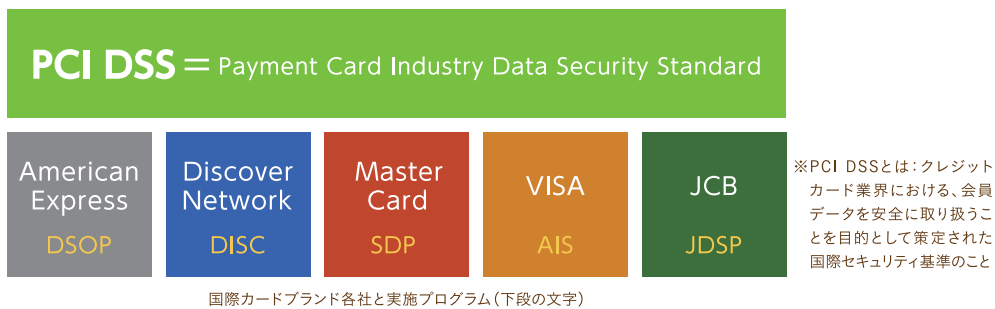 PCI DSS = Payment Card Industry Data Security Standard
American
Express
DSOP
Discover
Network
DISC
Master
Card
SDP
VISA
AIS
JCB
JDSP
※PCI DSSとは：クレジット
カード業界における、会員
データを安全に取り扱うこ
とを目的として策定された
国際セキュリティ基準のこと
国際カードブランド各社と実施プログラム（下段の文字）